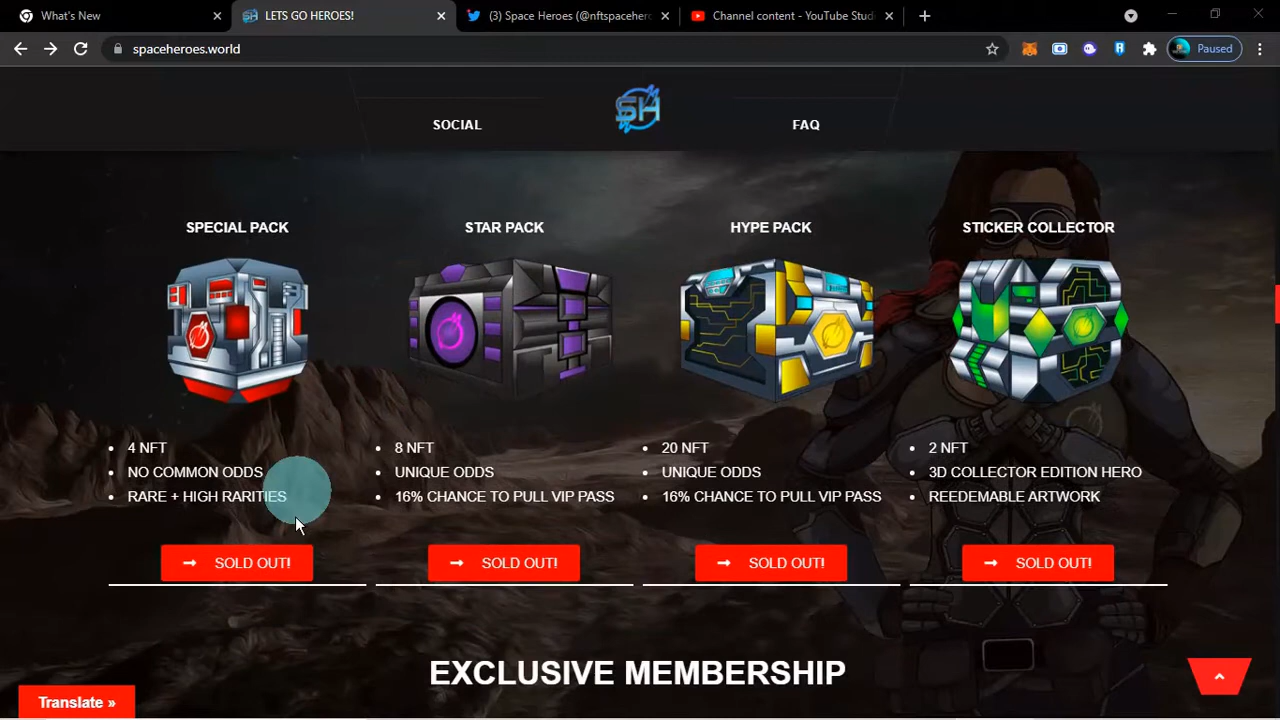 What's New
LETS GO HEROES!
(3) Space Heroes (@nftspacehero
Channel content - YouTube Studi
spaceheroes.world
Paused
SOCIAL
SH
FAQ
SPECIAL PACK
STAR PACK
HYPE PACK
STICKER COLLECTOR
4 NFT
NO COMMON ODDS
RARE + HIGH RARITIES
8 NFT
UNIQUE ODDS
16% CHANCE TO PULL VIP PASS
20 NFT
UNIQUE ODDS
16% CHANCE TO PULL VIP PASS
2 NFT
3D COLLECTOR EDITION HERO
REEDEMABLE ARTWORK
SOLD OUT!
SOLD OUT!
SOLD OUT!
SOLD OUT!
EXCLUSIVE MEMBERSHIP
Translate »